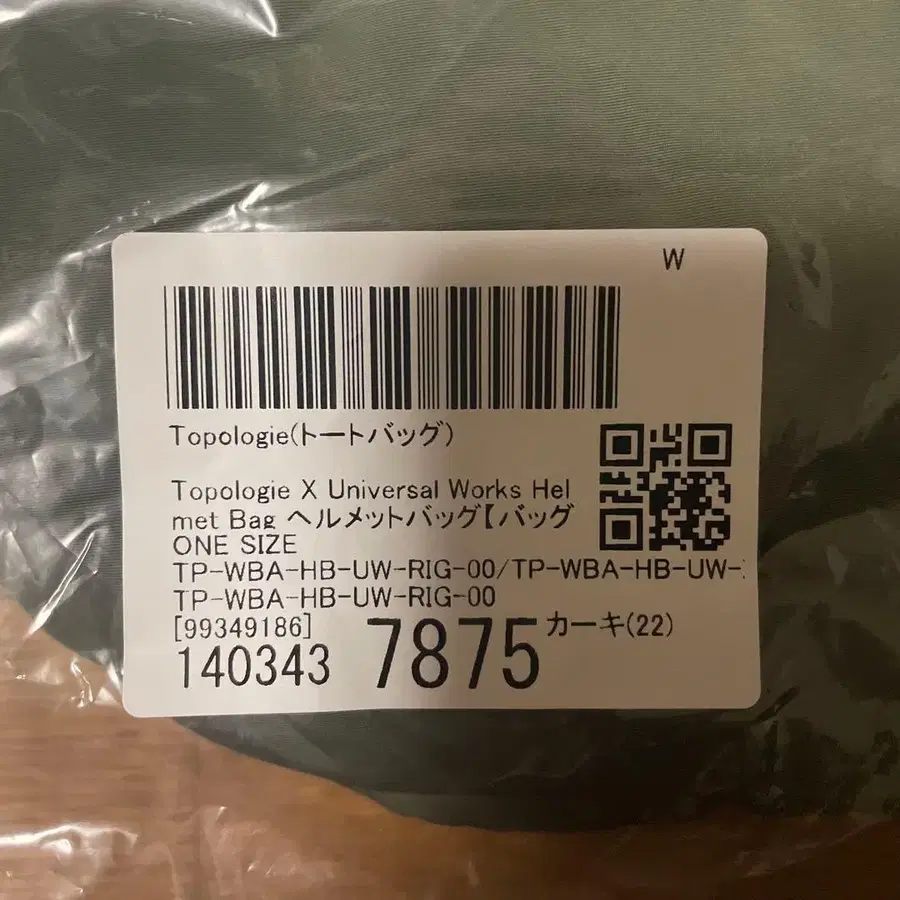 W
Topologie(トートバッグ)
Topologie X Universal Works Hel
met Bag ヘルメットバッグ【バッグ
ONE SIZE
TP-WBA-HB-UW-RIG-00/TP-WBA-HB-UW-
TP-WBA-HB-UW-RIG-00
[99349186]
140343 7875 カーキ(22)